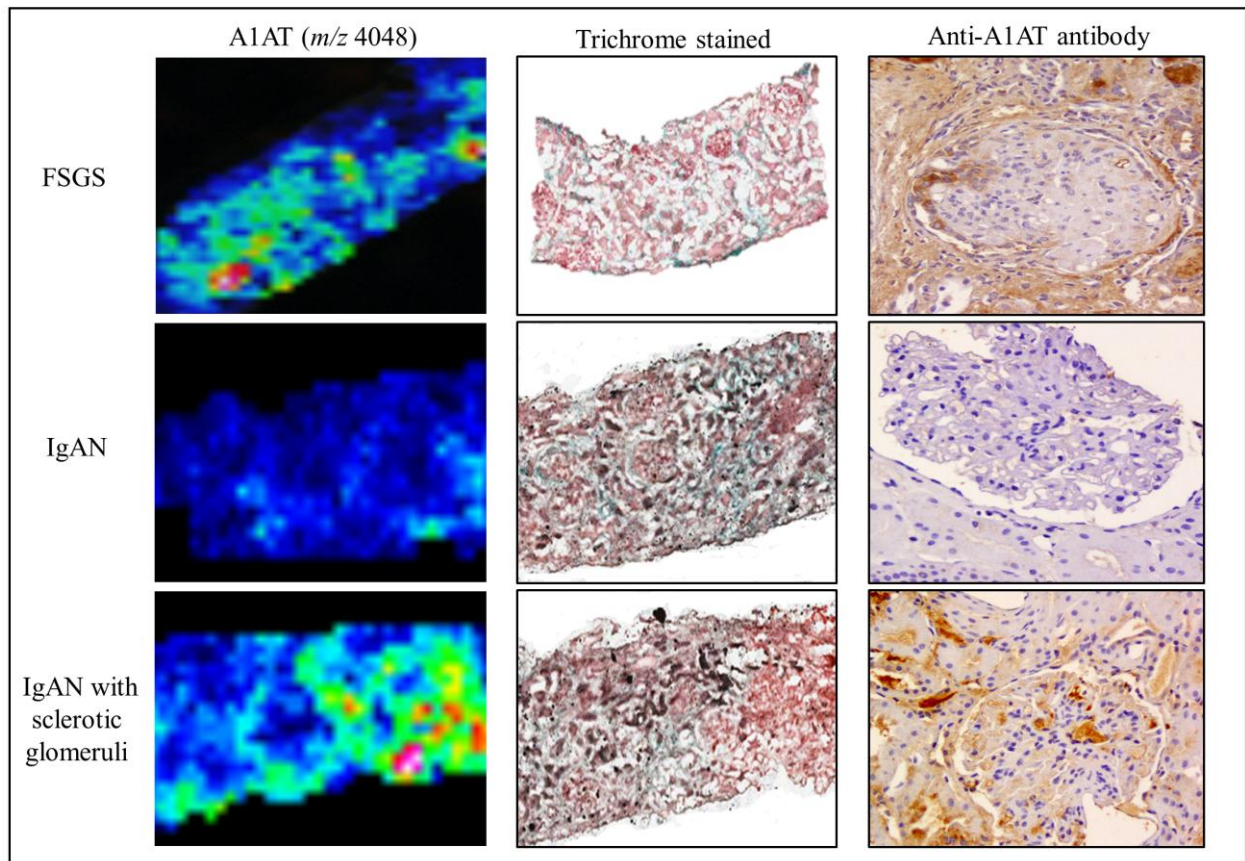 A1AT (m/z 4048)
Trichrome stained
Anti-A1AT antibody
FSGS
IgAN
IgAN with
sclerotic
glomeruli